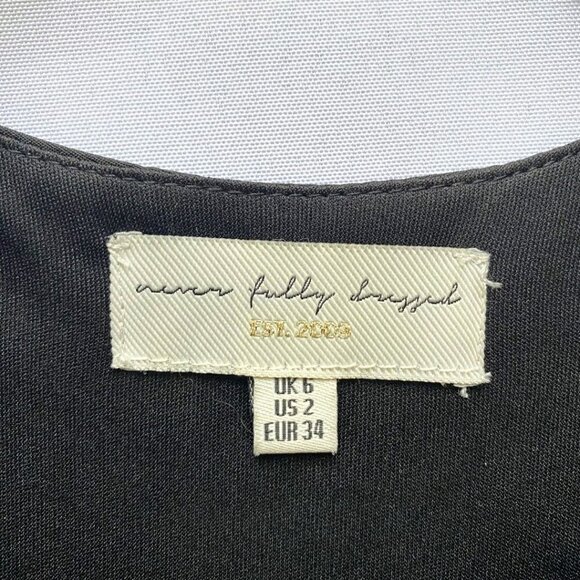 never fully dressed
EST. 2009
UK 6
US 2
EUR 34